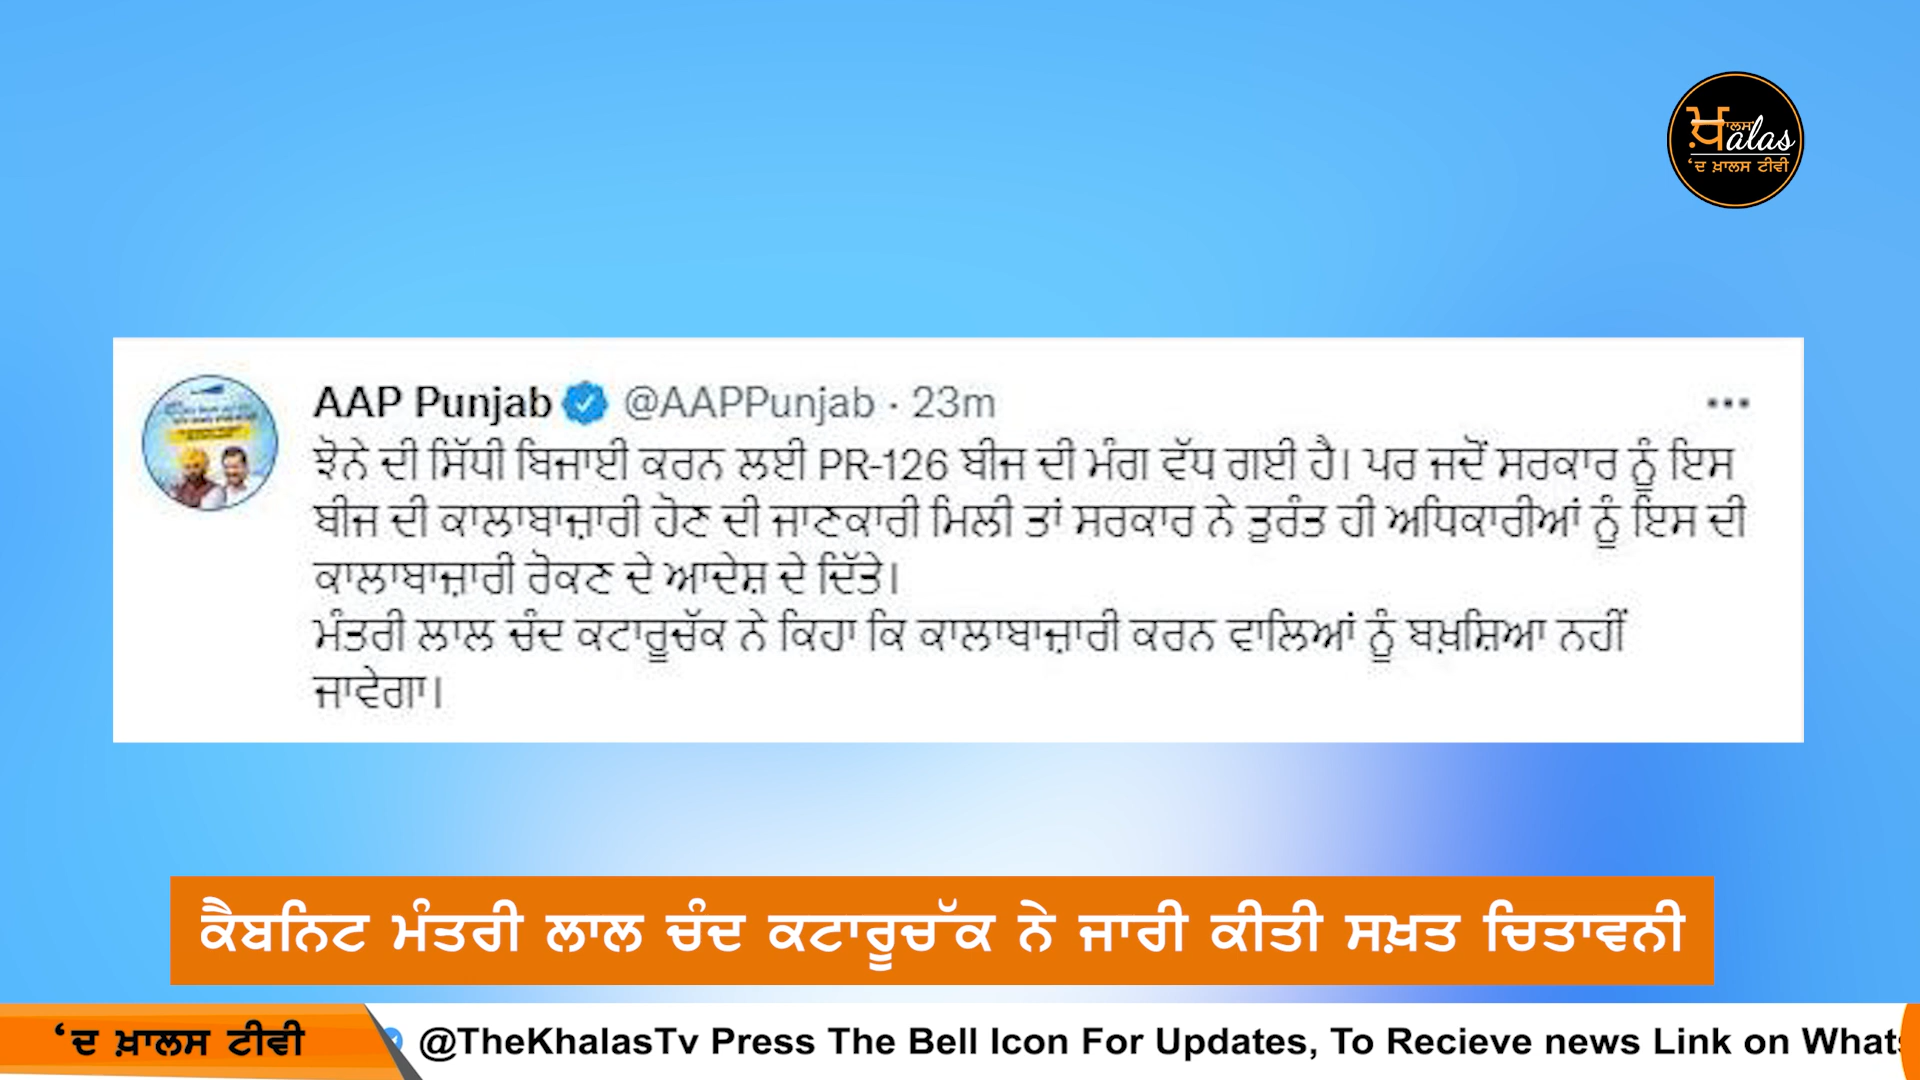 ਖ਼ਾਲਸ alas
‘ਦ ਖ਼ਾਲਸ ਟੀਵੀ
AAP Punjab @AAPPunjab · 23m
ਝੋਨੇ ਦੀ ਸਿੱਧੀ ਬਿਜਾਈ ਕਰਨ ਲਈ PR-126 ਬੀਜ ਦੀ ਮੰਗ ਵੱਧ ਗਈ ਹੈ। ਪਰ ਜਦੋਂ ਸਰਕਾਰ ਨੂੰ ਇਸ
ਬੀਜ ਦੀ ਕਾਲਾਬਾਜ਼ਾਰੀ ਹੋਣ ਦੀ ਜਾਣਕਾਰੀ ਮਿਲੀ ਤਾਂ ਸਰਕਾਰ ਨੇ ਤੁਰੰਤ ਹੀ ਅਧਿਕਾਰੀਆਂ ਨੂੰ ਇਸ ਦੀ
ਕਾਲਾਬਾਜ਼ਾਰੀ ਰੋਕਣ ਦੇ ਆਦੇਸ਼ ਦੇ ਦਿੱਤੇ।
ਮੰਤਰੀ ਲਾਲ ਚੰਦ ਕਟਾਰੂਚੱਕ ਨੇ ਕਿਹਾ ਕਿ ਕਾਲਾਬਾਜ਼ਾਰੀ ਕਰਨ ਵਾਲਿਆਂ ਨੂੰ ਬਖ਼ਸ਼ਿਆ ਨਹੀਂ
ਜਾਵੇਗਾ।
ਕੈਬਨਿਟ ਮੰਤਰੀ ਲਾਲ ਚੰਦ ਕਟਾਰੂਚੱਕ ਨੇ ਜਾਰੀ ਕੀਤੀ ਸਖ਼ਤ ਚਿਤਾਵਨੀ
‘ਦ ਖ਼ਾਲਸ ਟੀਵੀ @TheKhalasTv Press The Bell Icon For Updates, To Recieve news Link on What